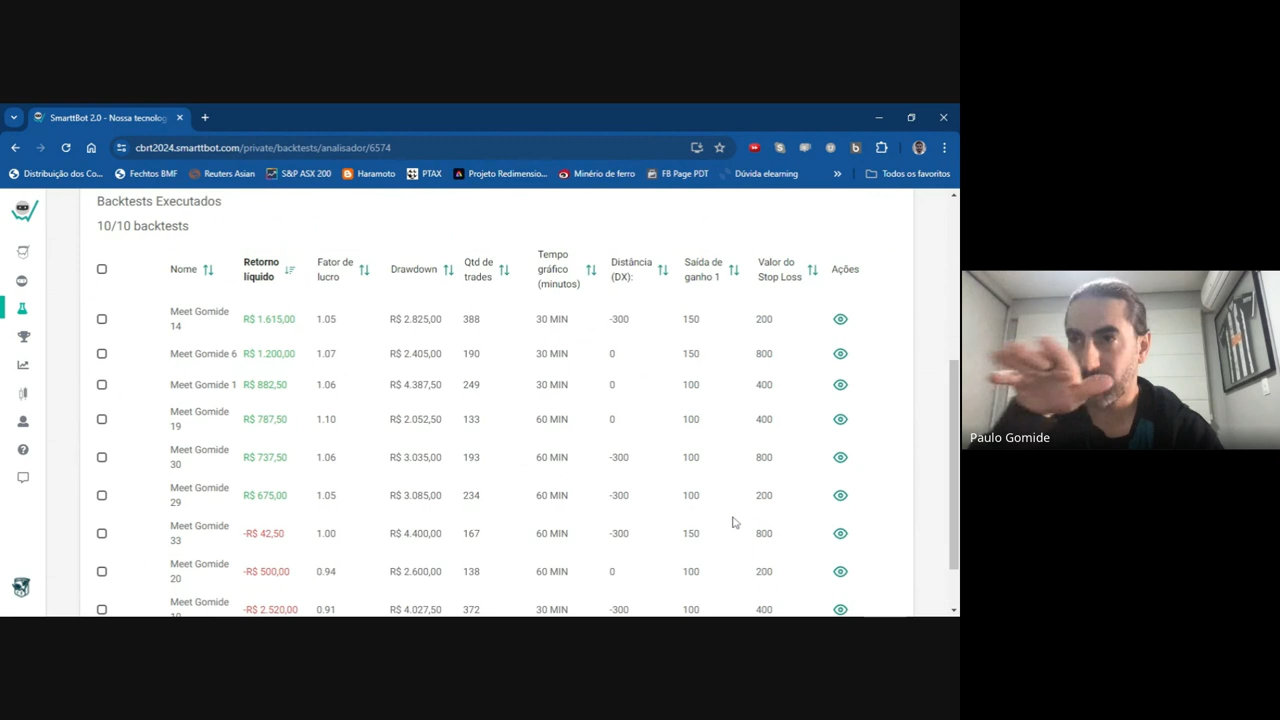 SmarttBot 2.0 - Nossa tecnolog
cbrt2024.smarttbot.com/private/backtests/analisador/6574
Distribuição dos Co... Fechtos BMF Reuters Asian S&P ASX 200 Haramoto PTAX Projeto Redimensio... Minério de ferro FB Page PDT Dúvida elearning » Todos os favoritos
Backtests Executados
10/10 backtests
Nome Retorno líquido Fator de lucro Drawdown Qtd de trades Tempo gráfico (minutos) Distância (DX): Saída de ganho 1 Valor do Stop Loss Ações
Meet Gomide 14 R$ 1.615,00 1.05 R$ 2.825,00 388 30 MIN -300 150 200
Meet Gomide 6 R$ 1.200,00 1.07 R$ 2.405,00 190 30 MIN 0 150 800
Meet Gomide 1 R$ 882,50 1.06 R$ 4.387,50 249 30 MIN 0 100 400
Meet Gomide 19 R$ 787,50 1.10 R$ 2.052,50 133 60 MIN 0 100 400
Meet Gomide 30 R$ 737,50 1.06 R$ 3.035,00 193 60 MIN -300 100 800
Meet Gomide 29 R$ 675,00 1.05 R$ 3.085,00 234 60 MIN -300 100 200
Meet Gomide 33 -R$ 42,50 1.00 R$ 4.400,00 167 60 MIN -300 150 800
Meet Gomide 20 -R$ 500,00 0.94 R$ 2.600,00 138 60 MIN 0 100 200
Meet Gomide -R$ 2.520,00 0.91 R$ 4.027,50 372 30 MIN -300 100 400
Paulo Gomide